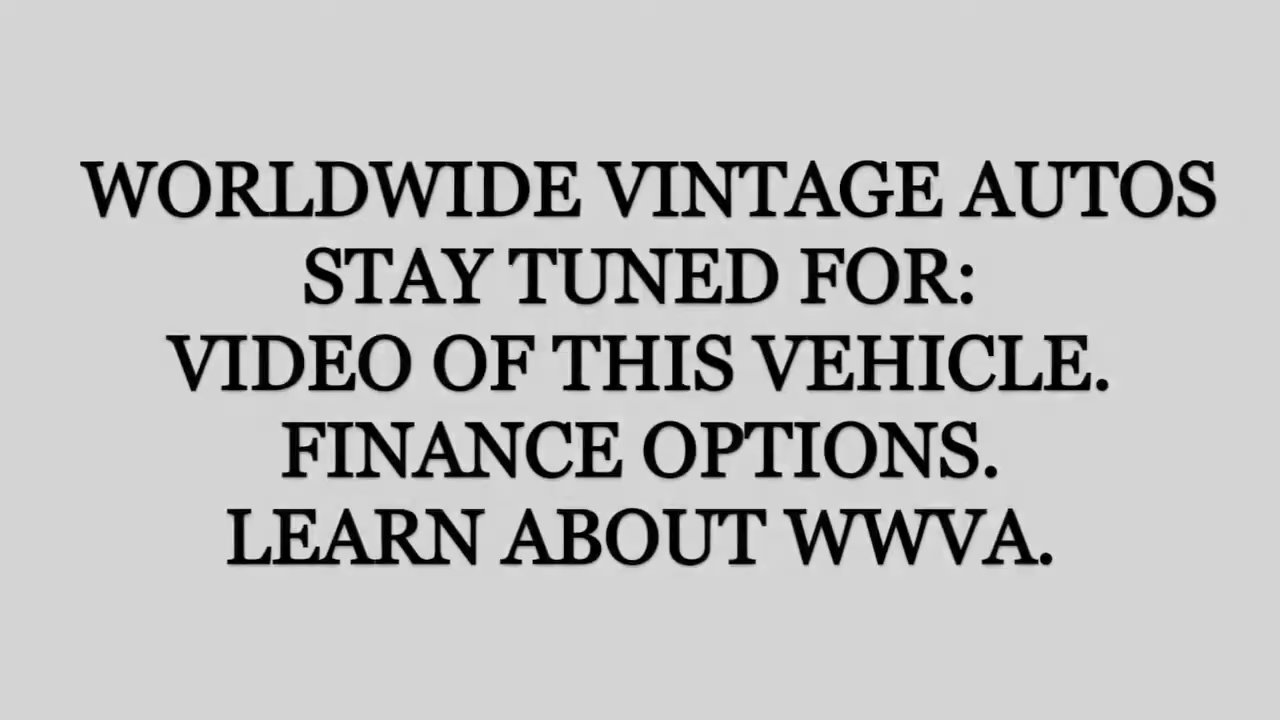 WORLDWIDE VINTAGE AUTOS
STAY TUNED FOR:
VIDEO OF THIS VEHICLE.
FINANCE OPTIONS.
LEARN ABOUT WWVA.